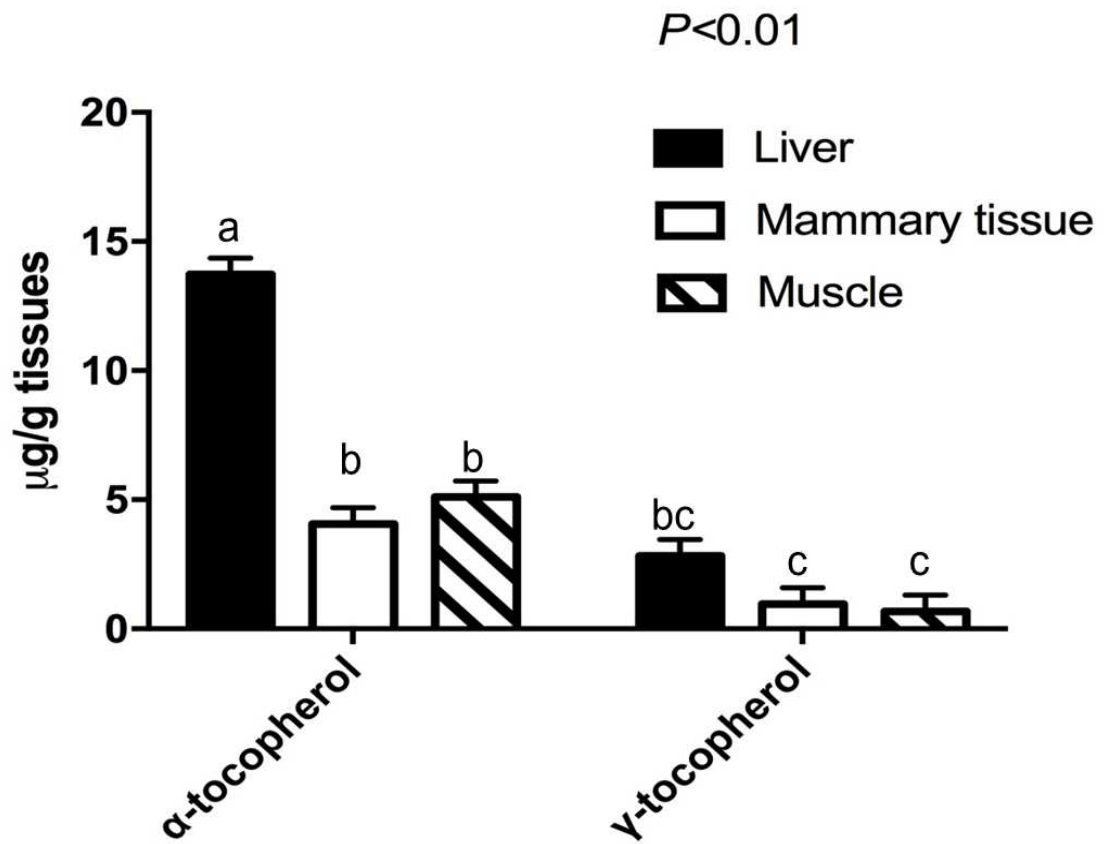 P<0.01
20
15
10
5
0
μg/g tissues
Liver
Mammary tissue
Muscle
a
b
b
bc
c
c
α-tocopherol
γ-tocopherol